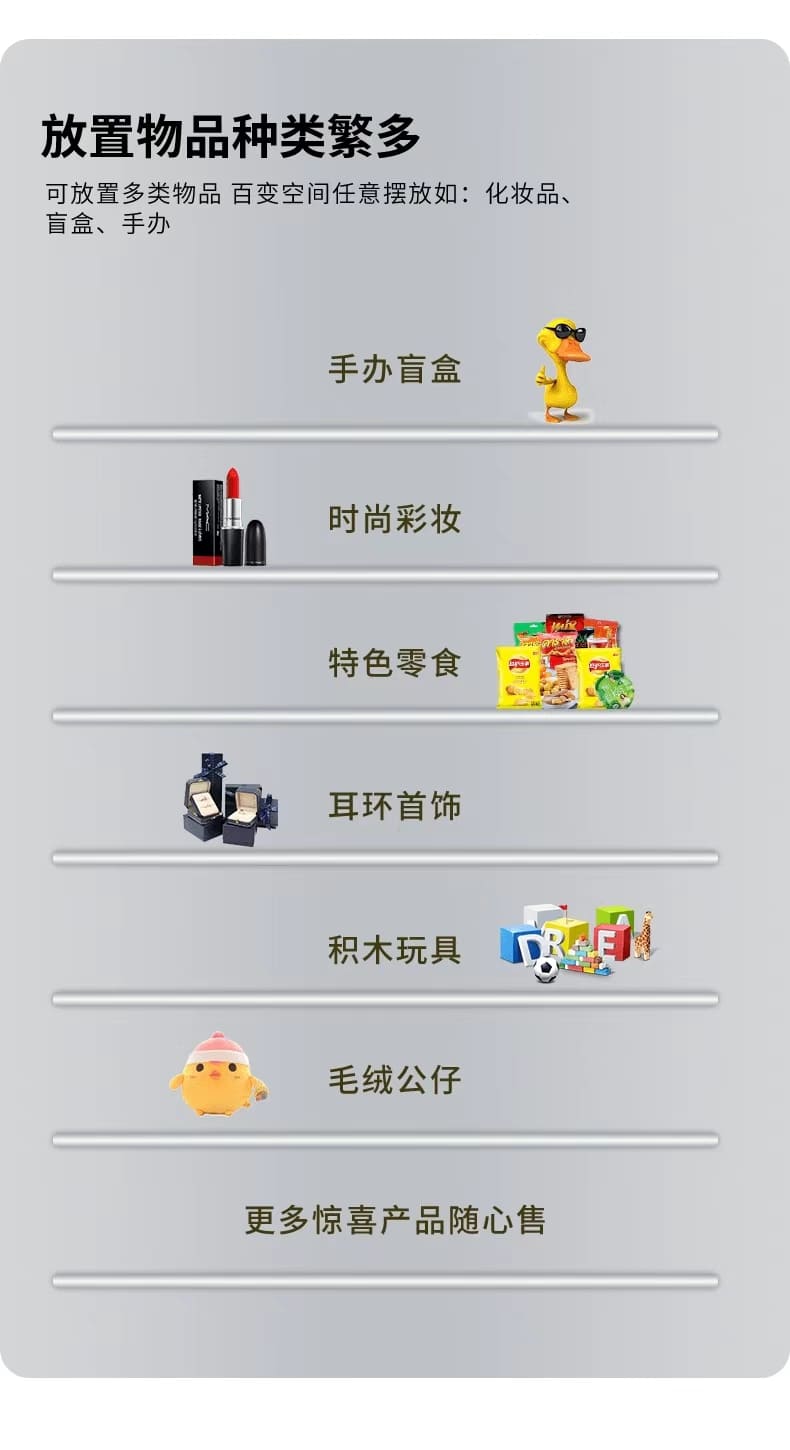 放置物品种类繁多
可放置多类物品 百变空间任意摆放如：化妆品、
盲盒、手办
手办盲盒
时尚彩妆
MAC
特色零食
mix
耳环首饰
积木玩具
DREA
毛绒公仔
更多惊喜产品随心售